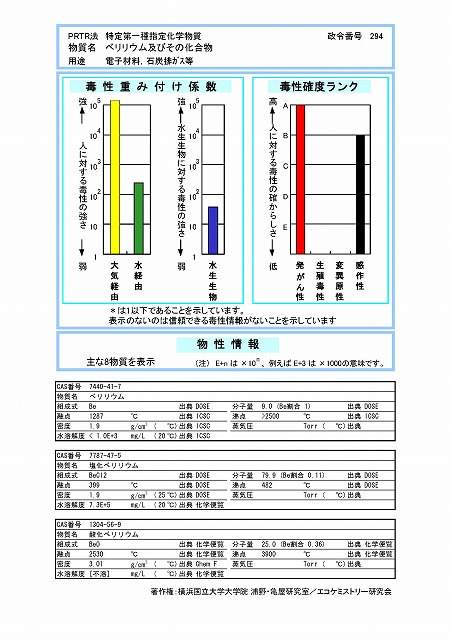 PRTR法 特定第一種指定化学物質 政令番号 294
物質名 ベリリウム及びその化合物
用途 電子材料, 石炭排ガス等
毒性重み付け係数
毒性確度ランク
強 10⁵ 10⁴ 10³ 10² 10 1 弱
人に対する毒性の強さ
大気経由 水経由
強 10⁵ 10⁴ 10³ 10² 10 1 弱
水生生物に対する毒性の強さ
水生生物
高 A B C D E 低
人に対する毒性の確からしさ
発がん性 生殖毒性 変異原性 感作性
*は1以下であることを示しています。
表示のないのは信頼できる毒性情報がないことを示しています
物性情報
主な8物質を表示 (注) E+n は ×10ⁿ、例えば E+3 は ×1000の意味です。
CAS番号 7440-41-7
物質名 ベリリウム
組成式 Be 出典 DOSE 分子量 9.0 (Be割合 1) 出典 DOSE
融点 1287 ℃ 出典 ICSC 沸点 >2500 ℃ 出典 ICSC
密度 1.9 g/cm³ ( ℃) 出典 ICSC 蒸気圧 Torr ( ℃) 出典
水溶解度 < 1.0E+3 mg/L ( 20 ℃) 出典 ICSC
CAS番号 7787-47-5
物質名 塩化ベリリウム
組成式 BeCl2 出典 DOSE 分子量 79.9 (Be割合 0.11) 出典 DOSE
融点 399 ℃ 出典 DOSE 沸点 482 ℃ 出典 DOSE
密度 1.9 g/cm³ ( 25 ℃) 出典 DOSE 蒸気圧 Torr ( ℃) 出典
水溶解度 7.3E+5 mg/L ( 20 ℃) 出典 化学便覧
CAS番号 1304-56-9
物質名 酸化ベリリウム
組成式 BeO 出典 化学便覧 分子量 25.0 (Be割合 0.36) 出典 化学便覧
融点 2530 ℃ 出典 化学便覧 沸点 3900 ℃ 出典 化学便覧
密度 3.01 g/cm³ ( ℃) 出典 Chem F 蒸気圧 Torr ( ℃) 出典
水溶解度 [不溶] mg/L ( ℃) 出典 化学便覧
著作権:横浜国立大学大学院 浦野・亀屋研究室/エコケミストリー研究会